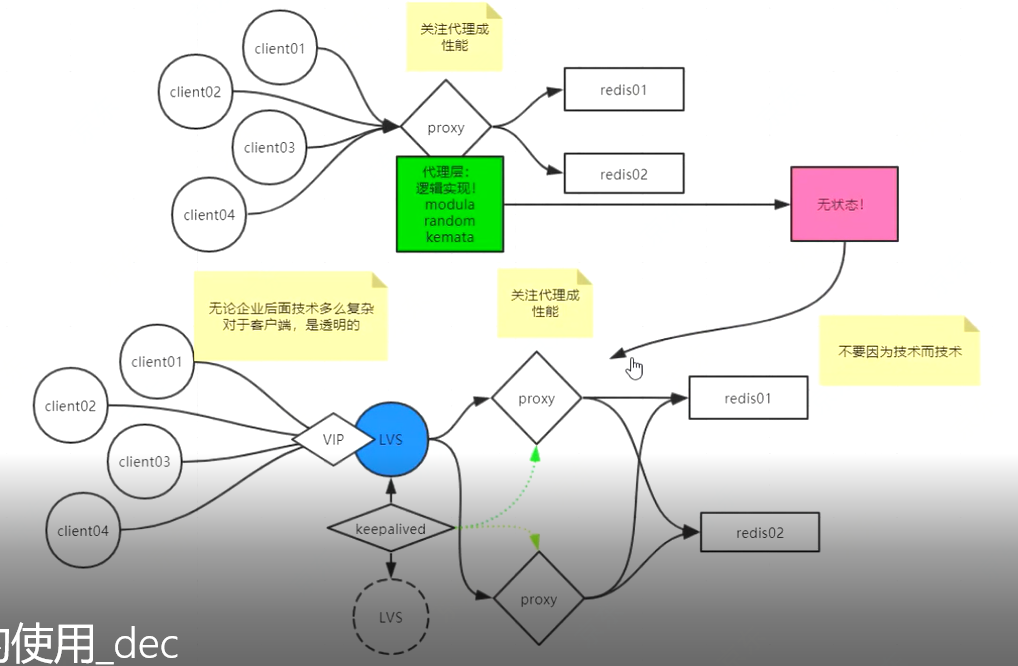 client01
关注代理成
性能
client02
redis01
proxy
client03
代理层：
逻辑实现！
modula
random
kemata
redis02
client04
无状态！
无论企业后面技术多么复杂
对于客户端，是透明的
关注代理成
性能
不要因为技术而技术
client01
client02
VIP
LVS
proxy
redis01
client03
client04
keepalived
redis02
proxy
LVS
的使用_dec